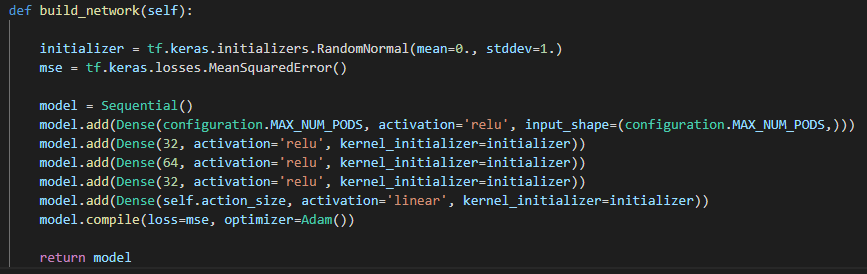 def build_network(self):
initializer = tf.keras.initializers.RandomNormal(mean=0., stddev=1.)
mse = tf.keras.losses.MeanSquaredError()
model = Sequential()
model.add(Dense(configuration.MAX_NUM_PODS, activation='relu', input_shape=(configuration.MAX_NUM_PODS,)))
model.add(Dense(32, activation='relu', kernel_initializer=initializer))
model.add(Dense(64, activation='relu', kernel_initializer=initializer))
model.add(Dense(32, activation='relu', kernel_initializer=initializer))
model.add(Dense(self.action_size, activation='linear', kernel_initializer=initializer))
model.compile(loss=mse, optimizer=Adam())
return model